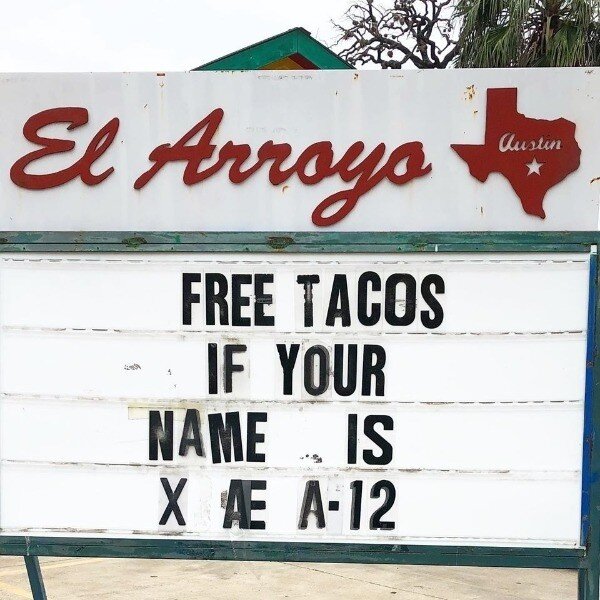 El Arroyo
Austin
FREE TACOS
IF YOUR
NAME IS
X Æ A-12